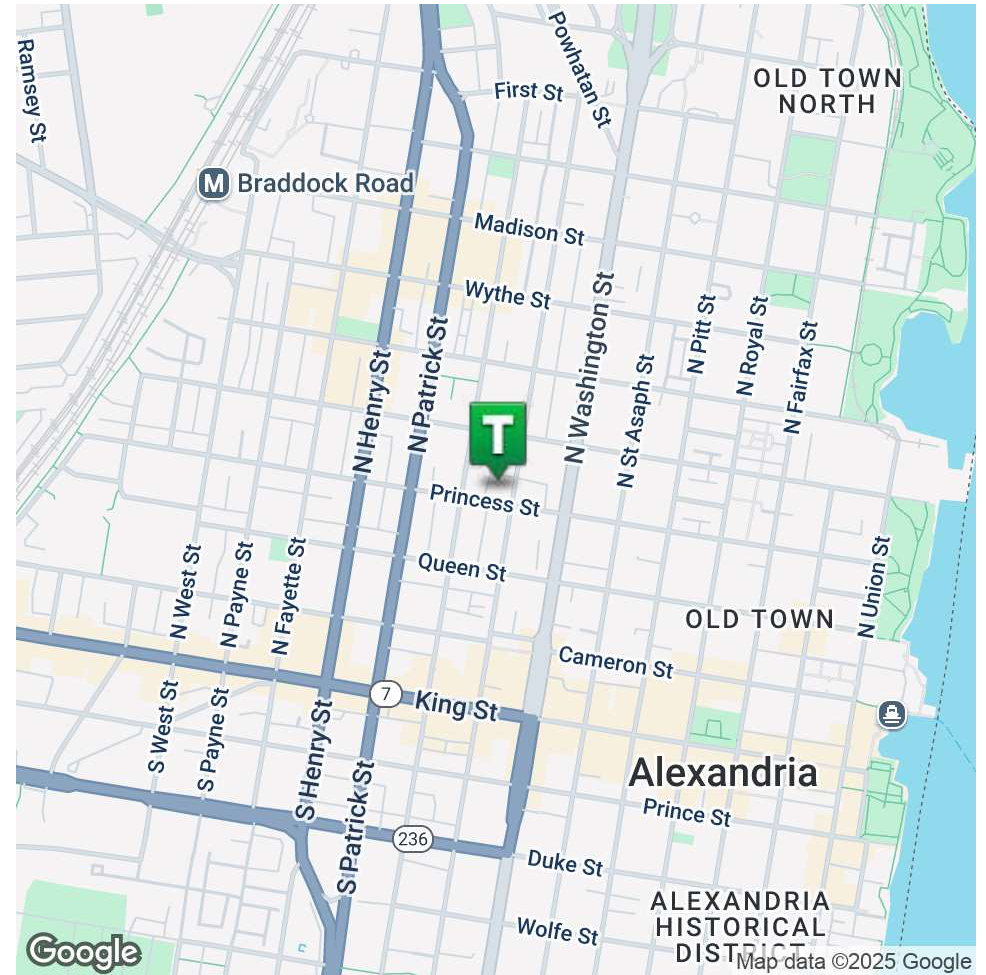 Ramsey St
Powhatan St
First St
OLD TOWN
NORTH
M
Braddock Road
Madison St
Wythe St
N Washington St
N Pitt St
N Royal St
N Fairfax St
N Patrick St
N Henry St
N St Asaph St
T
Princess St
N West St
N Payne St
N Fayette St
Queen St
N Union St
OLD TOWN
Cameron St
7
King St
S West St
S Payne St
S Henry St
S Patrick St
Alexandria
Prince St
236
Duke St
ALEXANDRIA
HISTORICAL
DISTRICT
Wolfe St
Google
Map data ©2025 Google